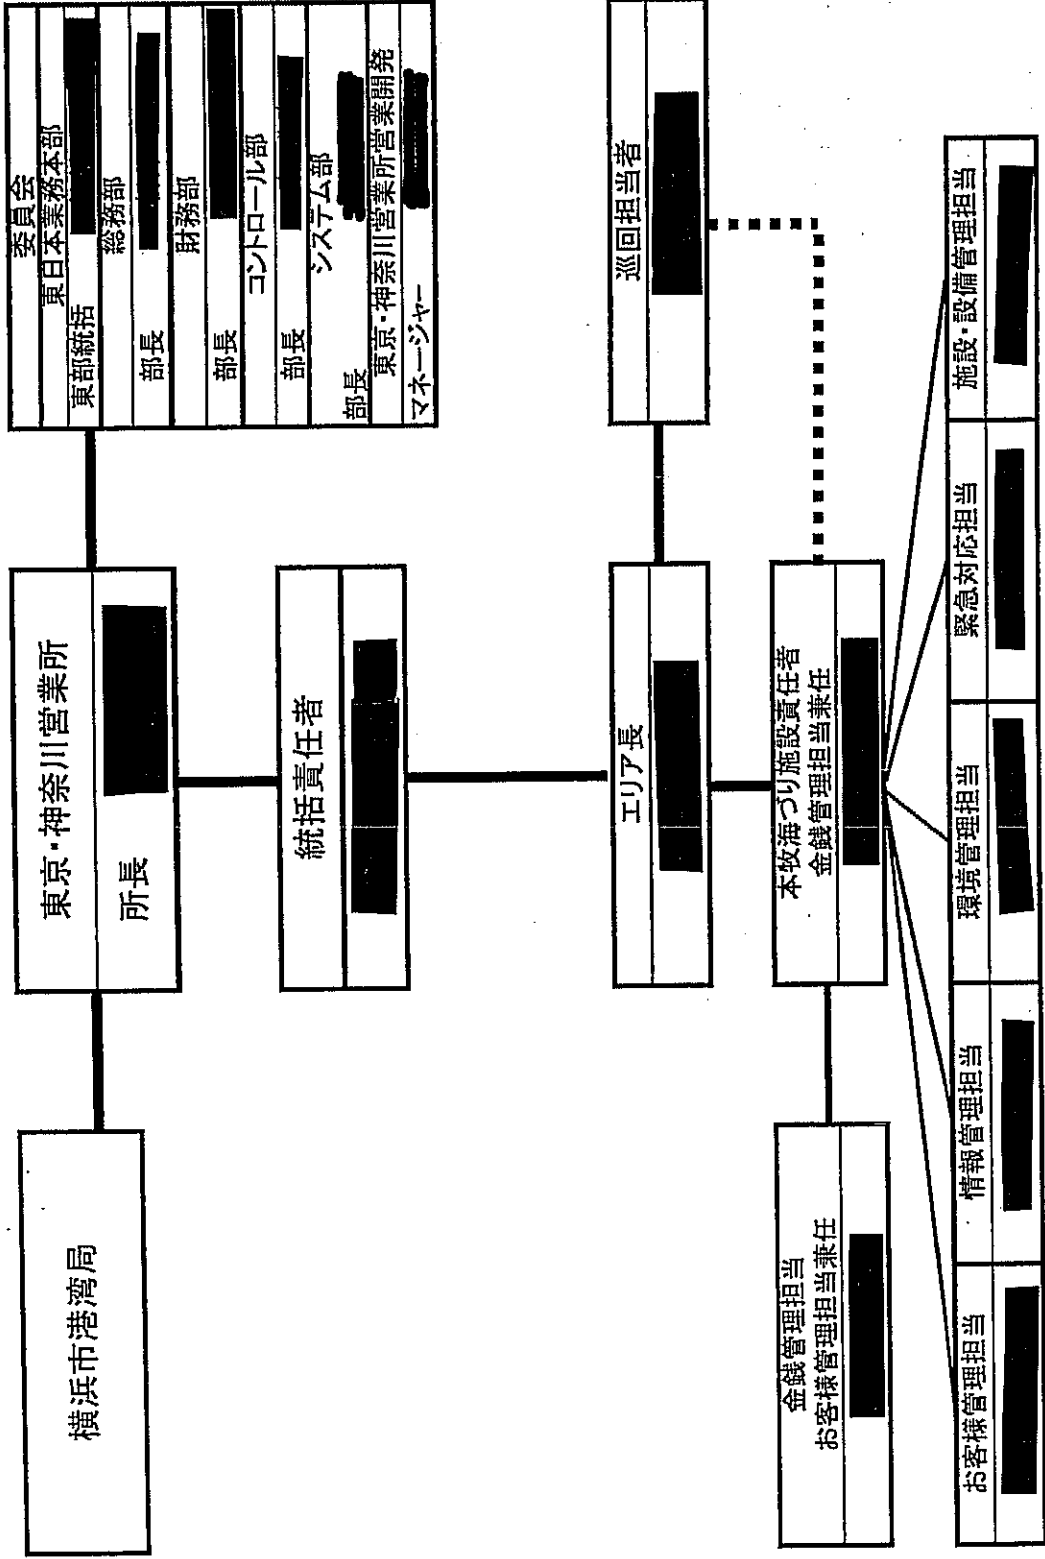 横浜市港湾局
東京・神奈川営業所
所長
委員会
東日本業務本部
東部統括
総務部
部長
財務部
部長
コントロール部
部長
システム部
部長
東京・神奈川営業所営業開発
マネージャー
統括責任者
エリア長
巡回担当者
金銭管理担当
お客様管理担当兼任
本牧海づり施設責任者
金銭管理担当兼任
お客様管理担当
情報管理担当
環境管理担当
緊急対応担当
施設・設備管理担当